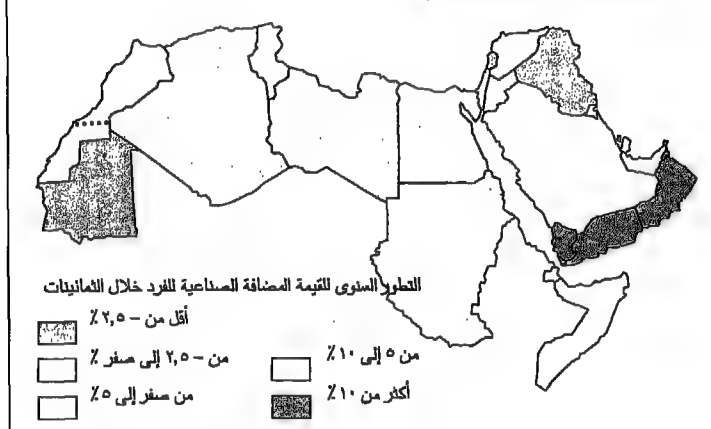 التطور السنوى للقيمة المضافة الصناعية للفرد خلال الثمانينات
أقل من – ٢,٥ ٪
من – ٢,٥ إلى صفر ٪
من صفر إلى ٥ ٪
من ٥ إلى ١٠ ٪
أكثر من ١٠ ٪